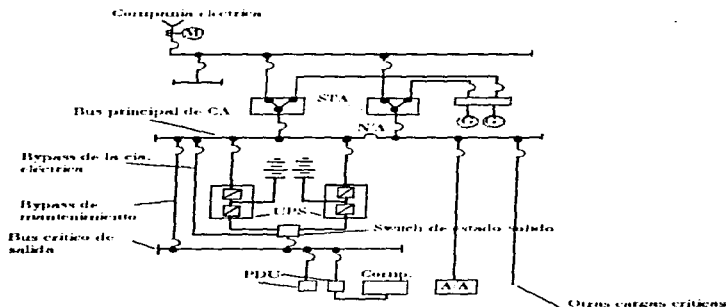 Compañía eléctrica
M
STA
Bus principal de CA
N/A
G G
Bypass de la cía.
eléctrica
Bypass de
mantenimiento
UPS
Switch de estado sólido
Bus crítico de
salida
PDU
Comp.
A/A
Otras cargas críticas